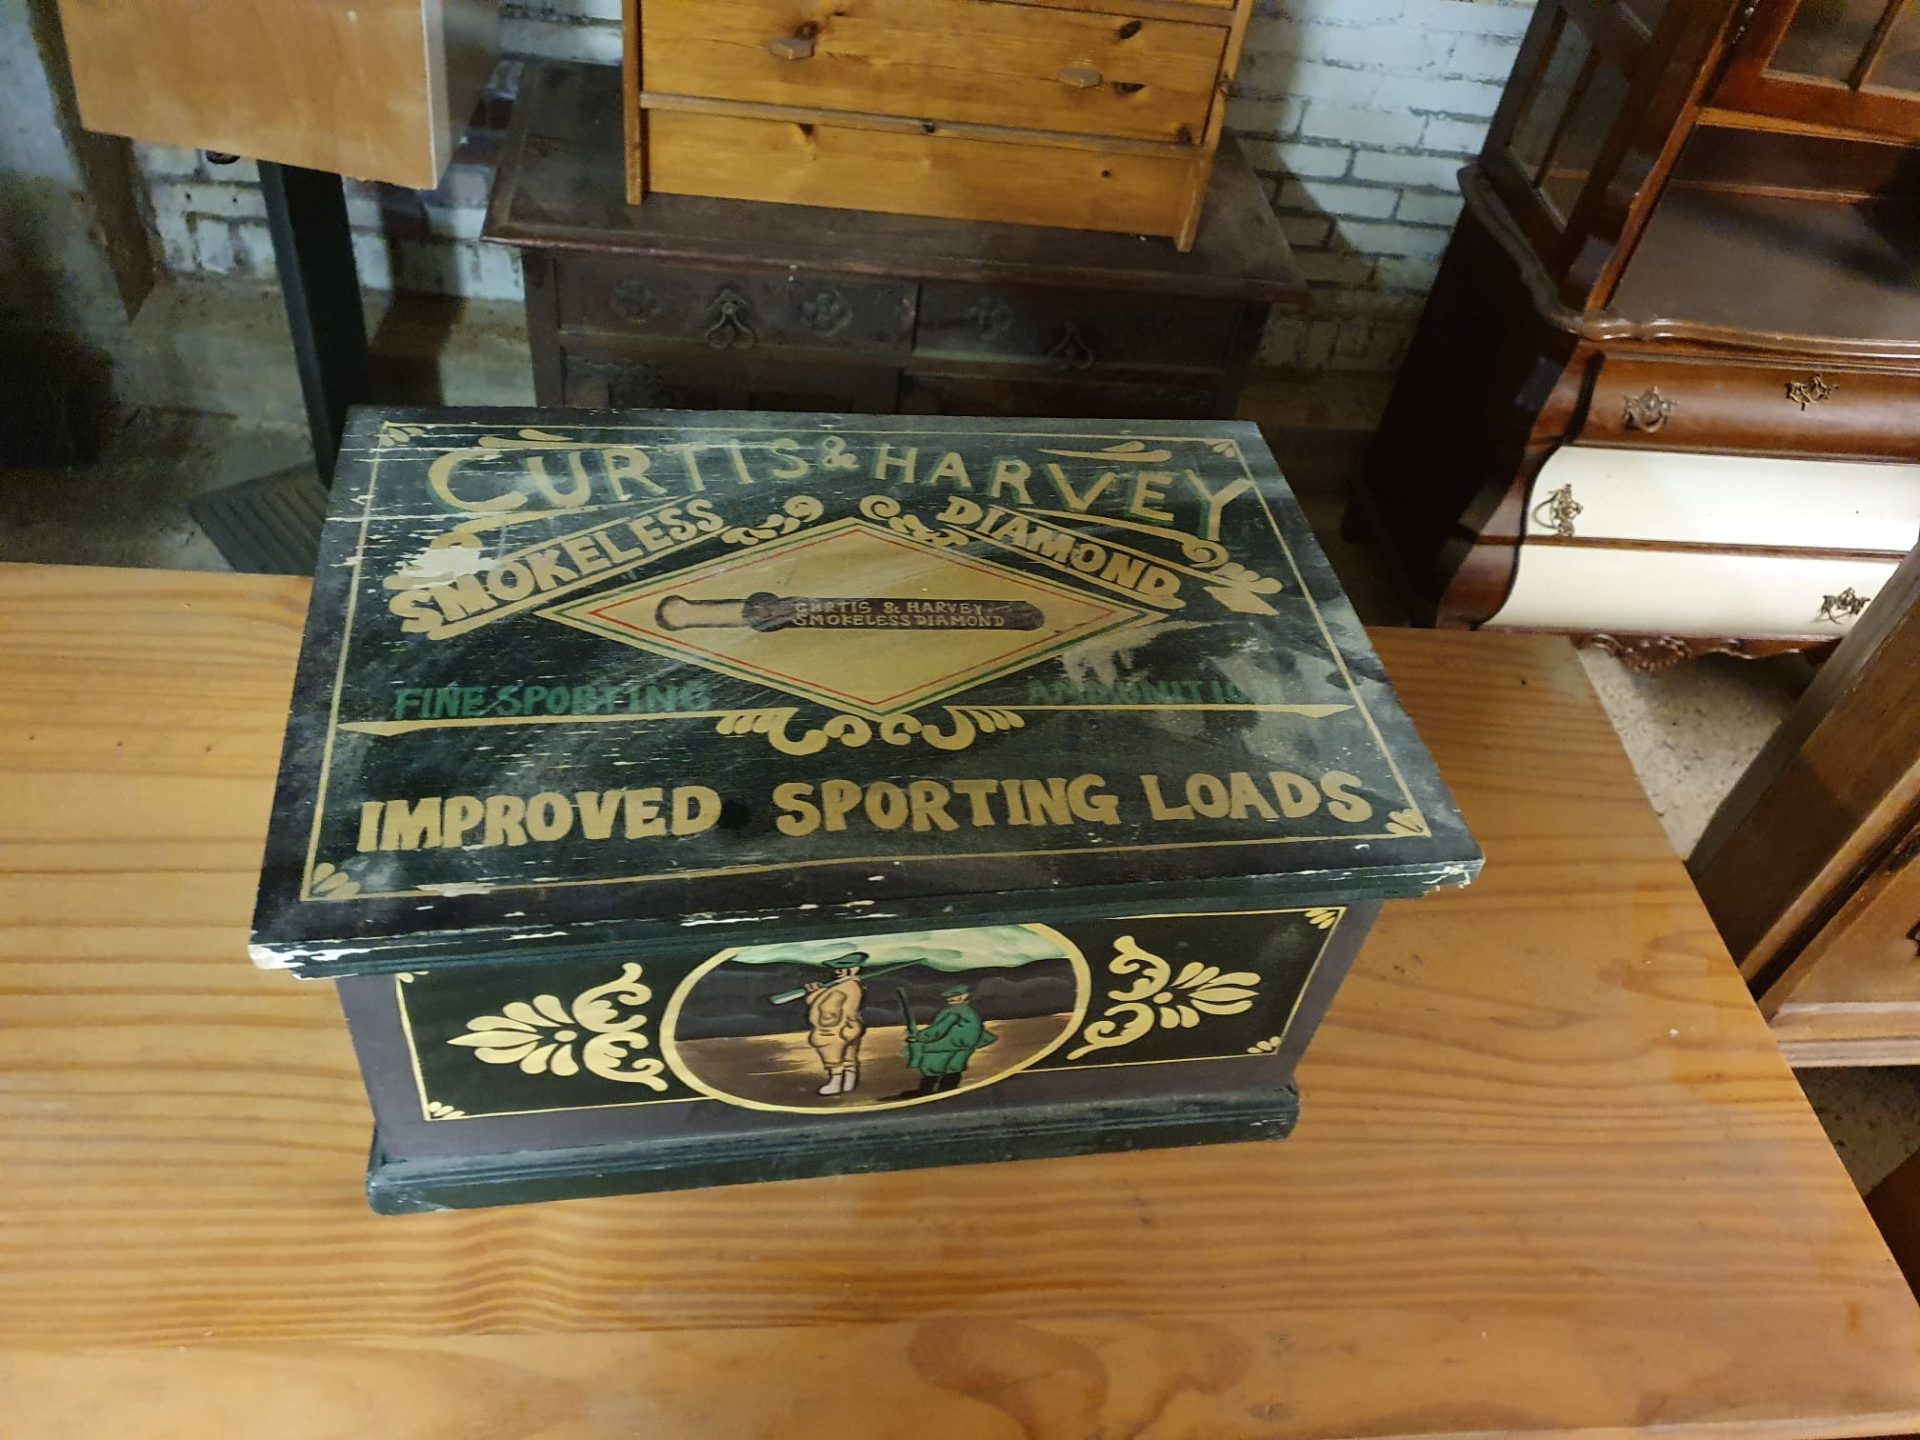 CURTIS & HARVEY
SMOKELESS DIAMOND
CURTIS & HARVEY
SMOKELESS DIAMOND
FINE SPORTING AMMUNITION
IMPROVED SPORTING LOADS